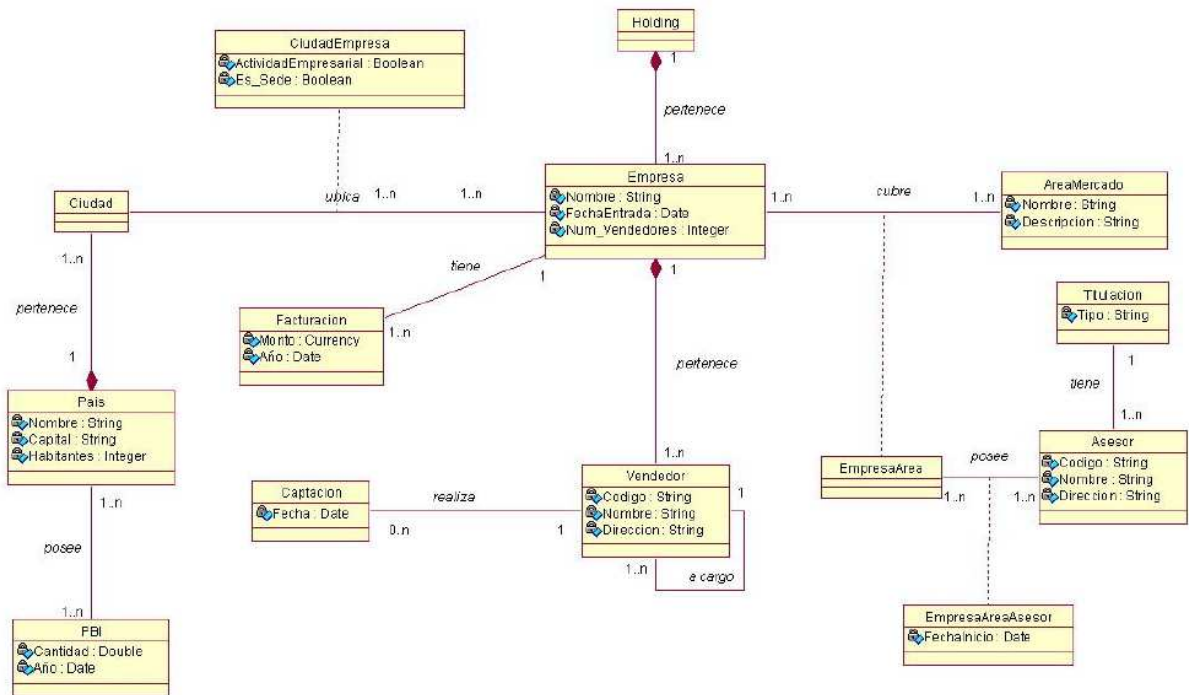 Holding
1
pertenece
1..n
CiudadEmpresa
ActividadEmpresarial : Boolean
Es_Sede : Boolean
Ciudad
ubica
1..n
1..n
Empresa
Nombre : String
FechaEntrada : Date
Num_Vendedores : Integer
1..n
cubre
1..n
AreaMercado
Nombre : String
Descripcion : String
1..n
pertenece
1
tiene
1
1..n
Facturacion
Monto : Currency
Año : Date
1
pertenece
1..n
Titulacion
Tipo : String
1
tiene
1..n
Pais
Nombre : String
Capital : String
Habitantes : Integer
1..n
posee
1..n
PBI
Cantidad : Double
Año : Date
Captacion
Fecha : Date
realiza
0..n
1
Vendedor
Codigo : String
Nombre : String
Direccion : String
1
1..n
a cargo
EmpresaArea
posee
1..n
1..n
Asesor
Codigo : String
Nombre : String
Direccion : String
EmpresaAreaAsesor
FechaInicio : Date